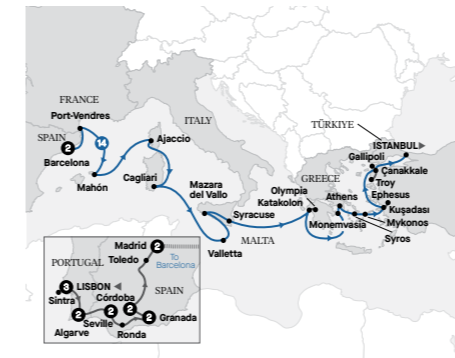 FRANCE
Port-Vendres
SPAIN
2
Barcelona
14
Mahón
Ajaccio
Cagliari
ITALY
Mazara
del Vallo
Syracuse
Valletta
MALTA
TÜRKIYE
ISTANBUL
Gallipoli
Çanakkale
Troy
Ephesus
Kuşadası
Mykonos
Syros
GREECE
Olympia
Katakolon
Athens
Monemvasia
Madrid 2
Toledo
To
Barcelona
PORTUGAL
3 LISBON
Sintra
Córdoba
SPAIN
2
2
2
2
Seville
Granada
Algarve
Ronda